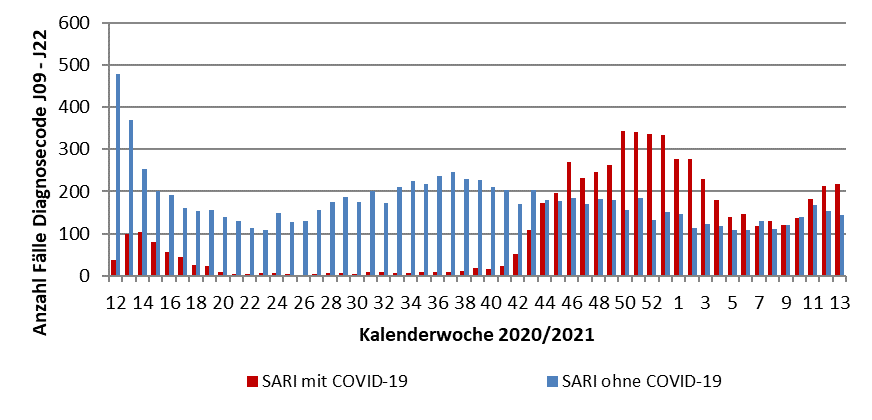 600
500
400
300
200
100
0
Anzahl Fälle Diagnosecode J09 - J22
12 14 16 18 20 22 24 26 28 30 32 34 36 38 40 42 44 46 48 50 52 1 3 5 7 9 11 13
Kalenderwoche 2020/2021
SARI mit COVID-19 SARI ohne COVID-19